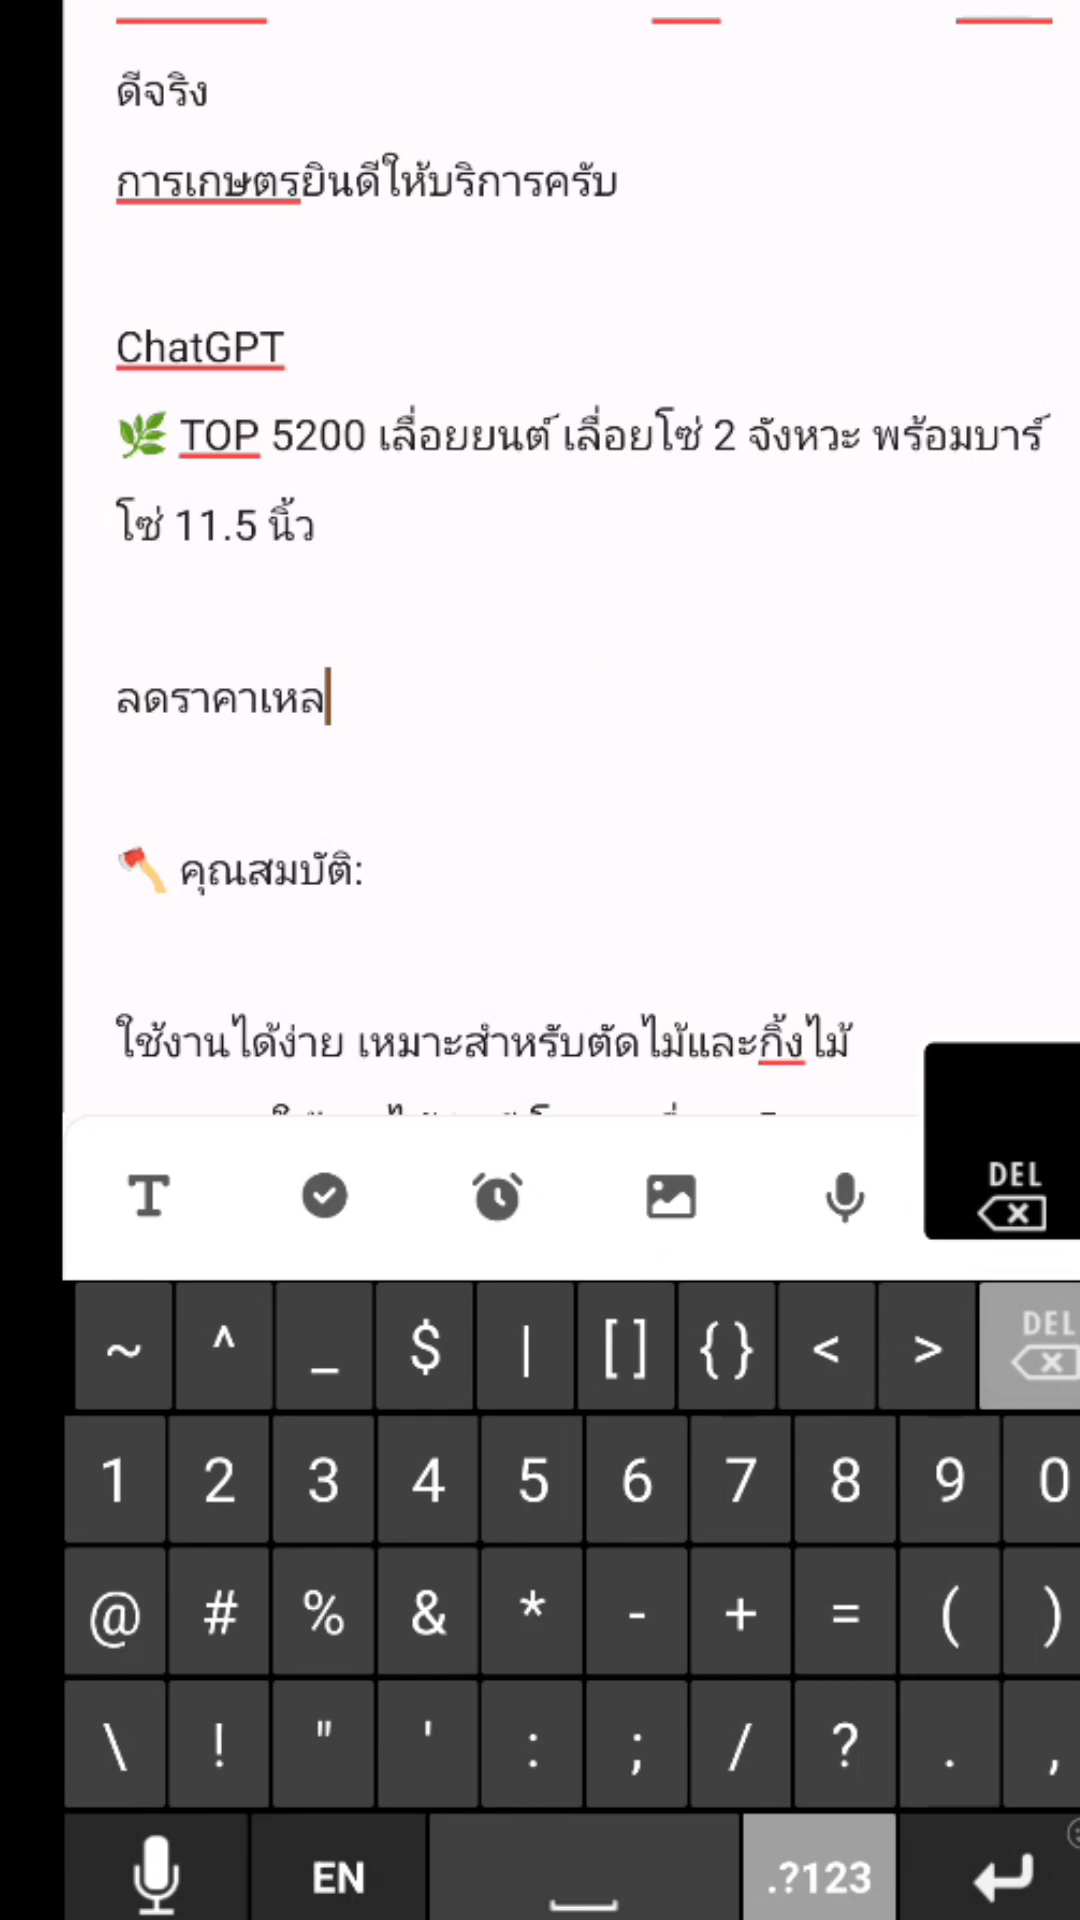 ดีจริง
การเกษตรยินดีให้บริการครับ
ChatGPT
🌿 TOP 5200 เลื่อยยนต์ เลื่อยโซ่ 2 จังหวะ พร้อมบาร์
โซ่ 11.5 นิ้ว
ลดราคาเหล
🪓 คุณสมบัติ:
ใช้งานได้ง่าย เหมาะสำหรับตัดไม้และกิ้งไม้
DEL
~ ^ _ $ | [ ] { } < > DEL
1 2 3 4 5 6 7 8 9 0
@ # % & * - + = ( )
\ ! " ' : ; / ? . ,
EN .?123